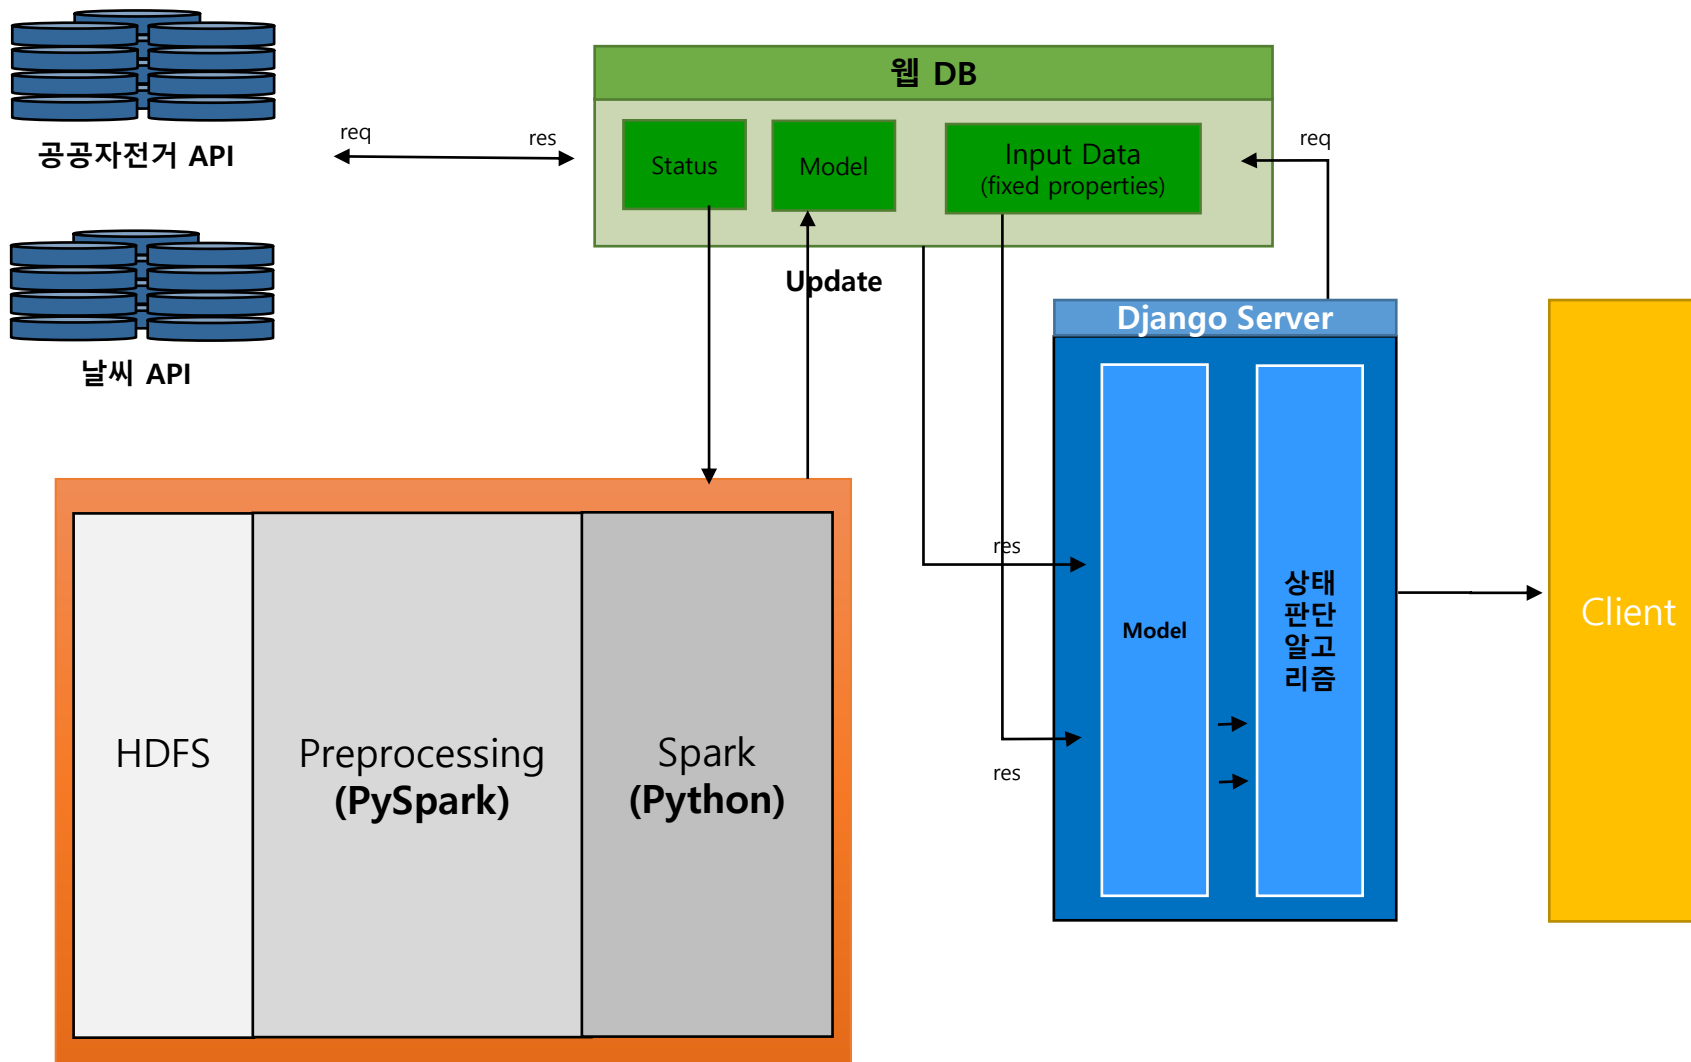 공공자전거 API
날씨 API
req
res
웹 DB
Status
Model
Input Data
(fixed properties)
req
Update
HDFS
Preprocessing
(PySpark)
Spark
(Python)
res
res
Django Server
Model
상태
판단
알고
리즘
Client